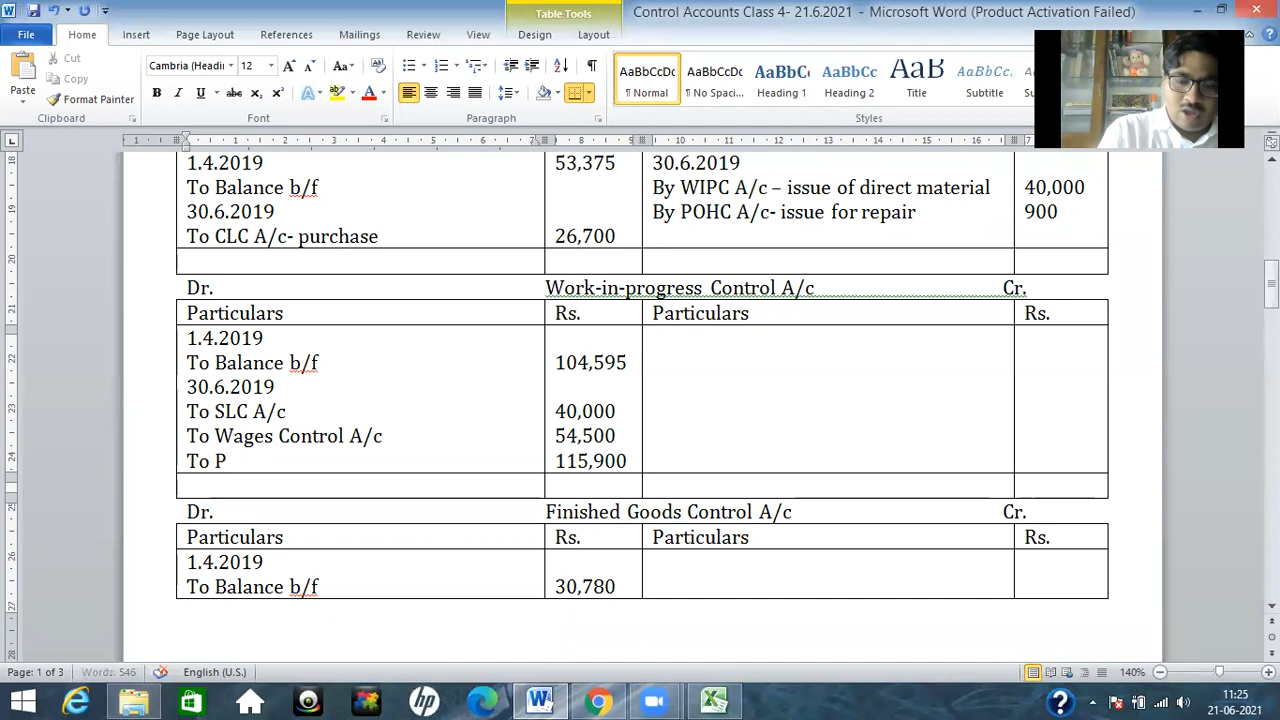 Table Tools
Control Accounts Class 4- 21.6.2021 - Microsoft Word (Product Activation Failed)
File Home Insert Page Layout References Mailings Review View Design Layout
Paste
Cut
Copy
Format Painter
Cambria (Headin 12
AaBbCcDc AaBbCcDc AaBbCc AaBbCc AaB AaBbCcL
¶ Normal ¶ No Spaci... Heading 1 Heading 2 Title Subtitle
Clipboard Font Paragraph Styles
1.4.2019 53,375 30.6.2019
To Balance b/f By WIPC A/c – issue of direct material 40,000
30.6.2019 By POHC A/c- issue for repair 900
To CLC A/c- purchase 26,700
Dr. Work-in-progress Control A/c Cr.
Particulars Rs. Particulars Rs.
1.4.2019
To Balance b/f 104,595
30.6.2019
To SLC A/c 40,000
To Wages Control A/c 54,500
To P 115,900
Dr. Finished Goods Control A/c Cr.
Particulars Rs. Particulars Rs.
1.4.2019
To Balance b/f 30,780
Page: 1 of 3 Words: 546 English (U.S.) 140%
11:25
21-06-2021